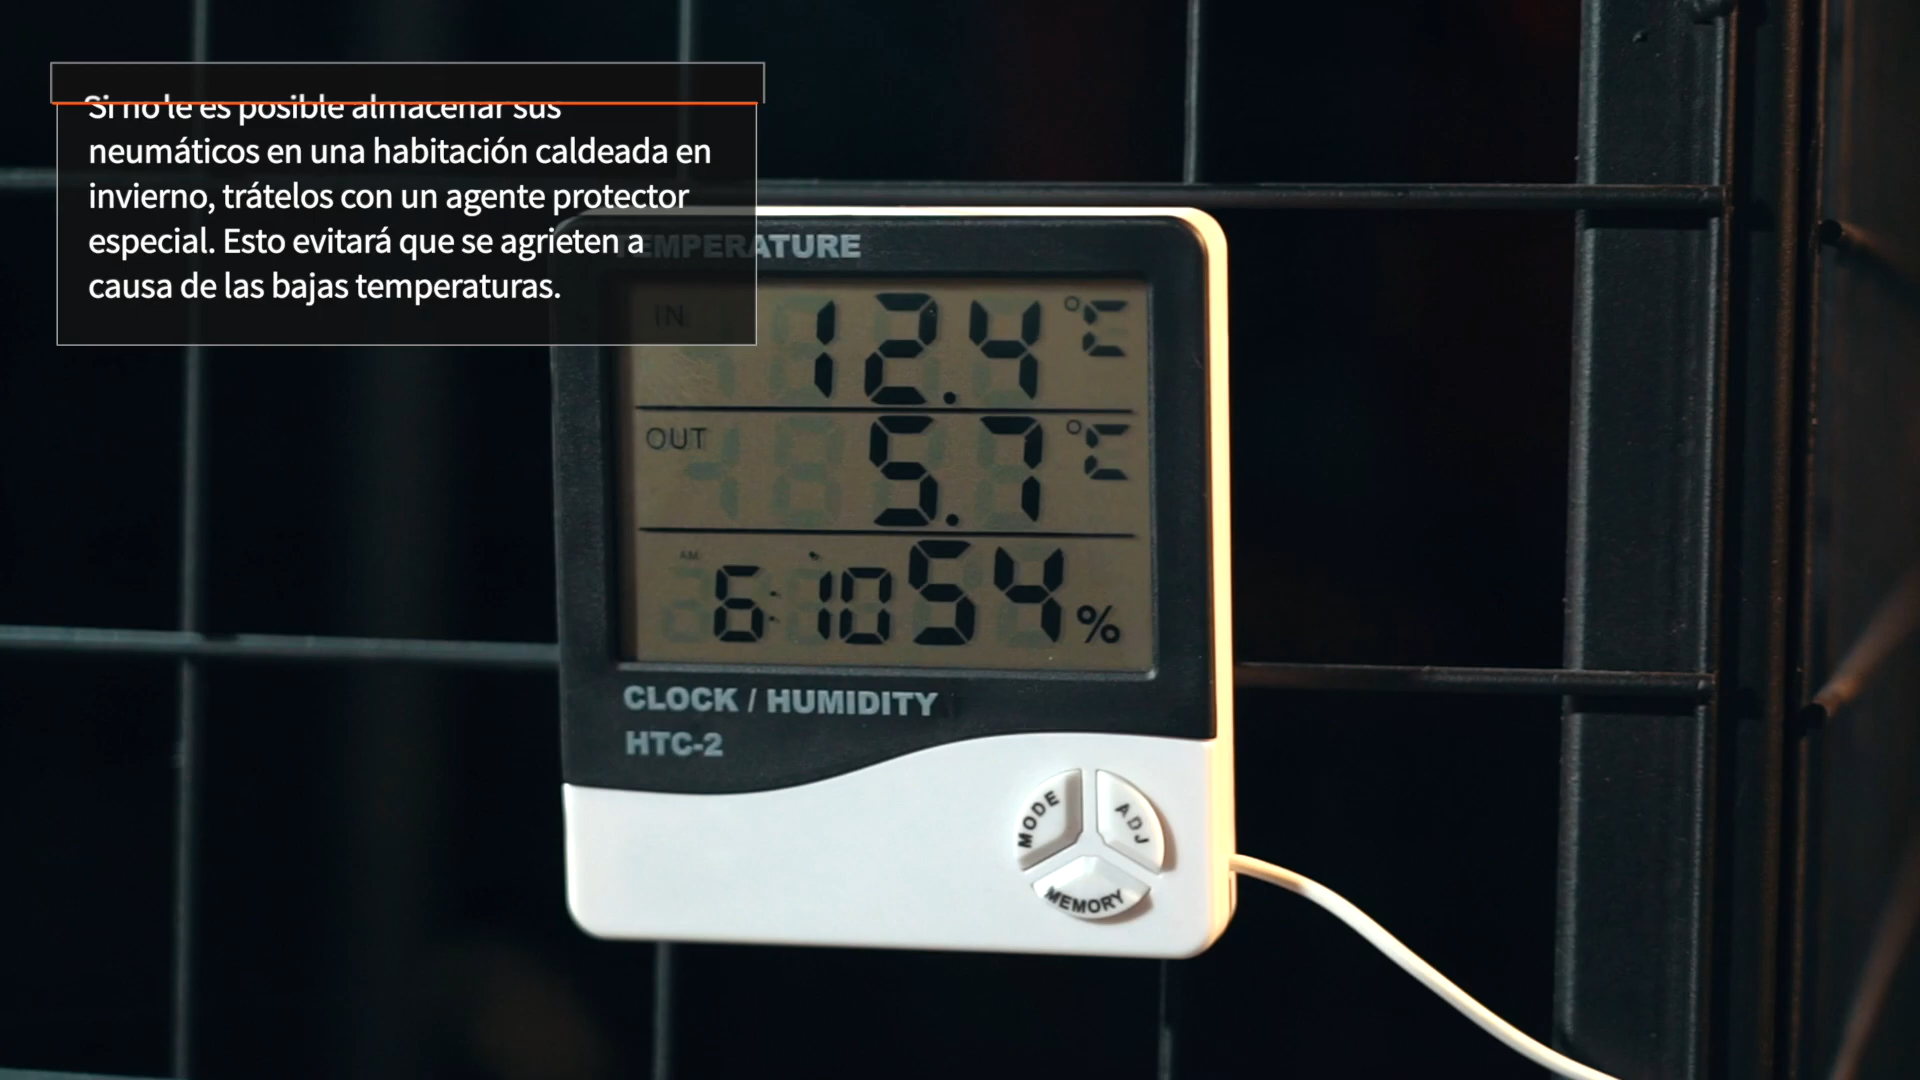 Si no le es posible almacenar sus
neumáticos en una habitación caldeada en
invierno, trátelos con un agente protector
especial. Esto evitará que se agrieten a
causa de las bajas temperaturas.
TEMPERATURE
IN 12.4 °C
OUT 5.7 °C
AM 6:10 54 %
CLOCK / HUMIDITY
HTC-2
MODE ADJ
MEMORY